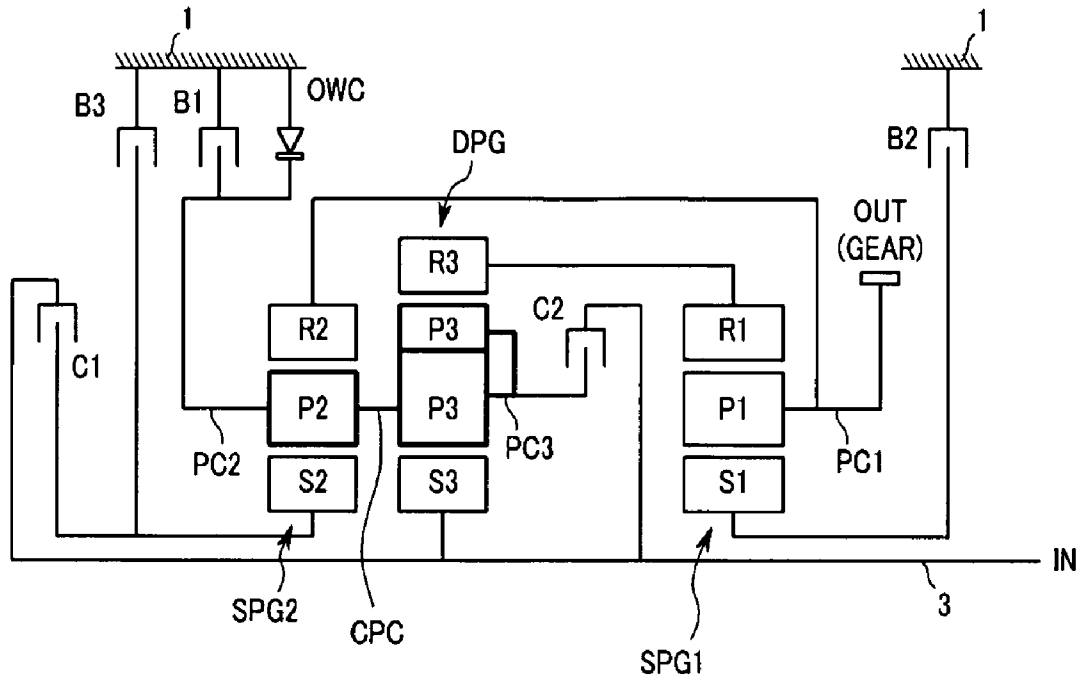 1
1
OWC
B3
B1
B2
DPG
OUT
(GEAR)
R3
C2
R2
P3
R1
C1
P2
P3
P1
PC2
PC3
PC1
S2
S3
S1
IN
SPG2
CPC
3
SPG1